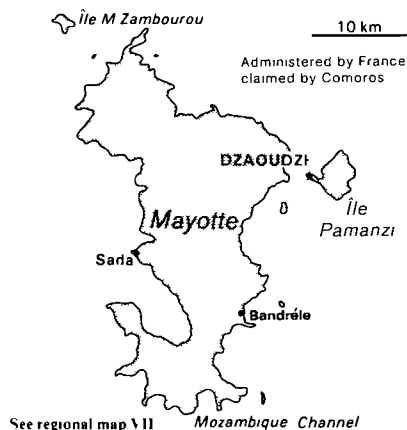 Île M Zambourou
10 km
Administered by France
claimed by Comoros
DZAOUDZI
Île
Pamanzi
Mayotte
Sada
Bandréle
See regional map VII
Mozambique Channel